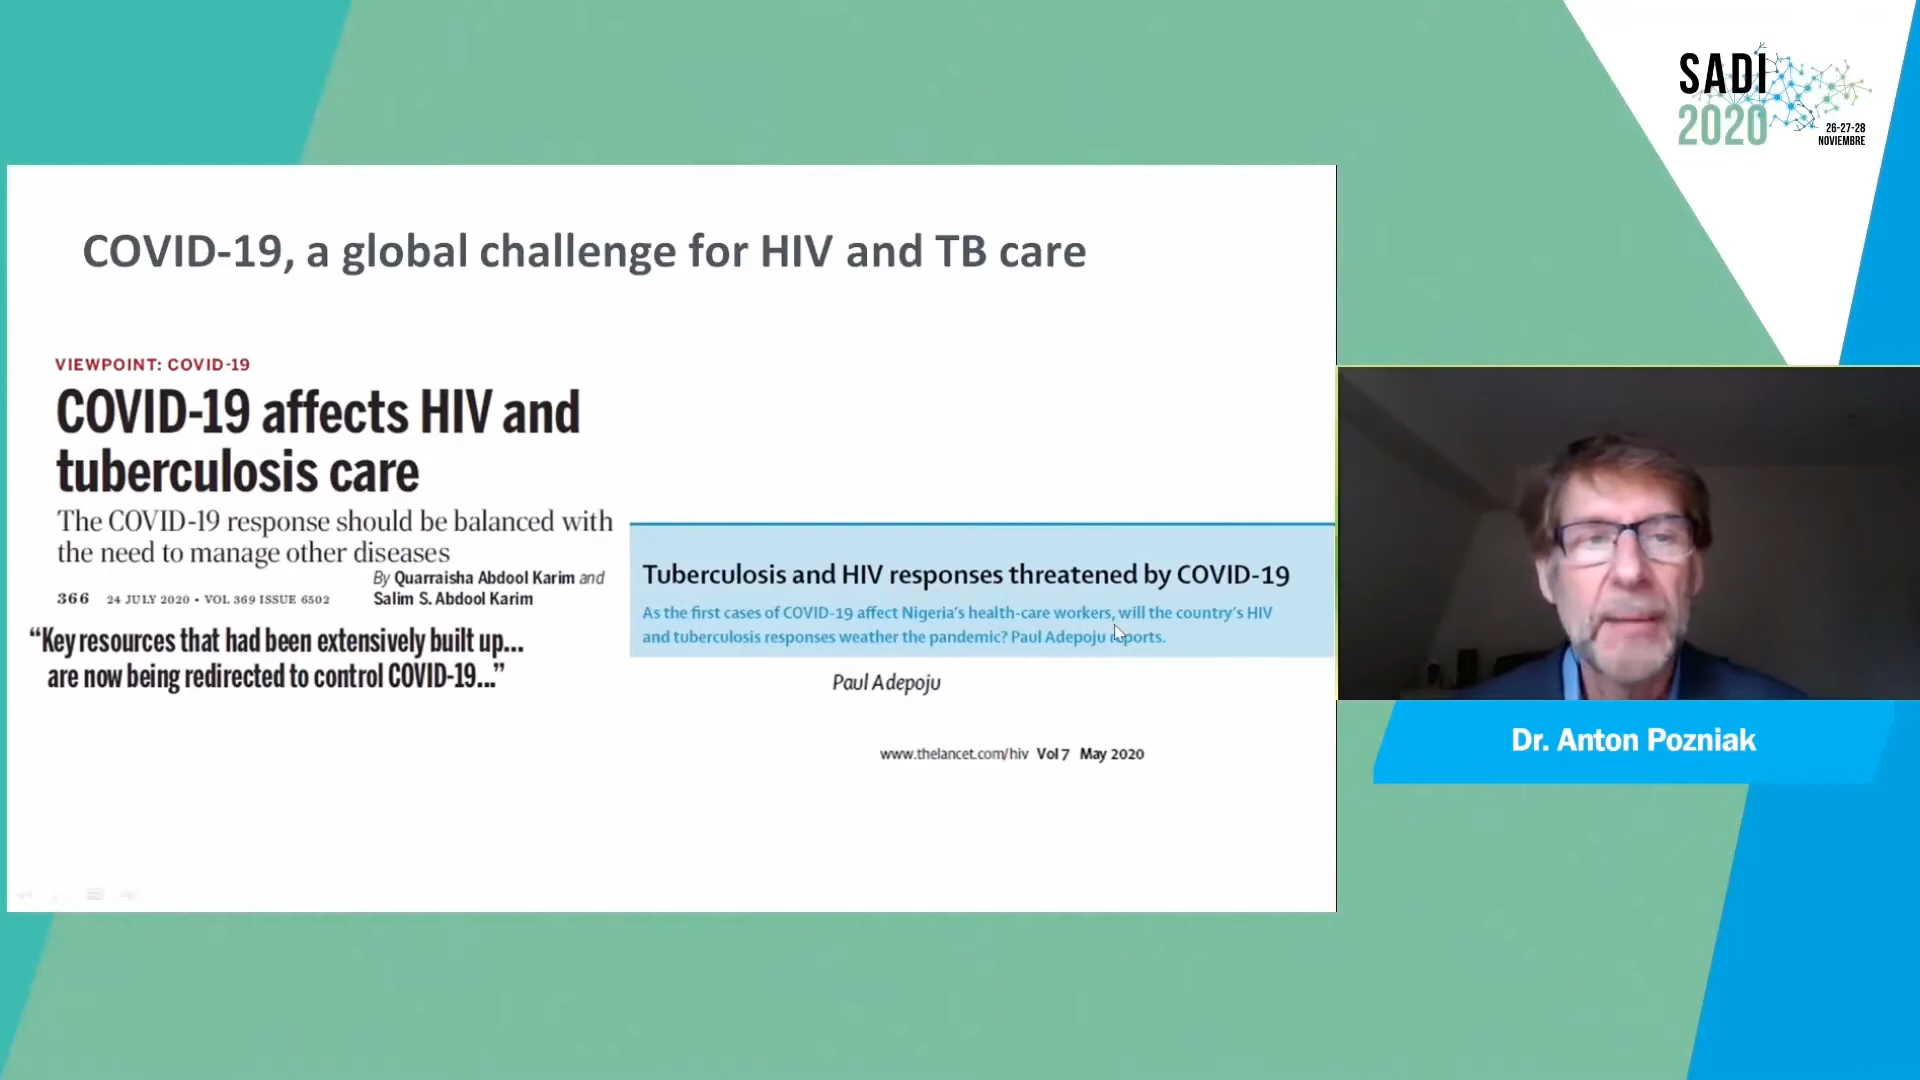 SADI
2020
26-27-28
NOVIEMBRE
COVID-19, a global challenge for HIV and TB care
VIEWPOINT: COVID-19
COVID-19 affects HIV and
tuberculosis care
The COVID-19 response should be balanced with
the need to manage other diseases
By Quarraisha Abdool Karim and
Salim S. Abdool Karim
366 24 JULY 2020 • VOL 369 ISSUE 6502
“Key resources that had been extensively built up...
are now being redirected to control COVID-19...”
Tuberculosis and HIV responses threatened by COVID-19
As the first cases of COVID-19 affect Nigeria’s health-care workers, will the country’s HIV
and tuberculosis responses weather the pandemic? Paul Adepoju reports.
Paul Adepoju
www.thelancet.com/hiv Vol 7 May 2020
Dr. Anton Pozniak